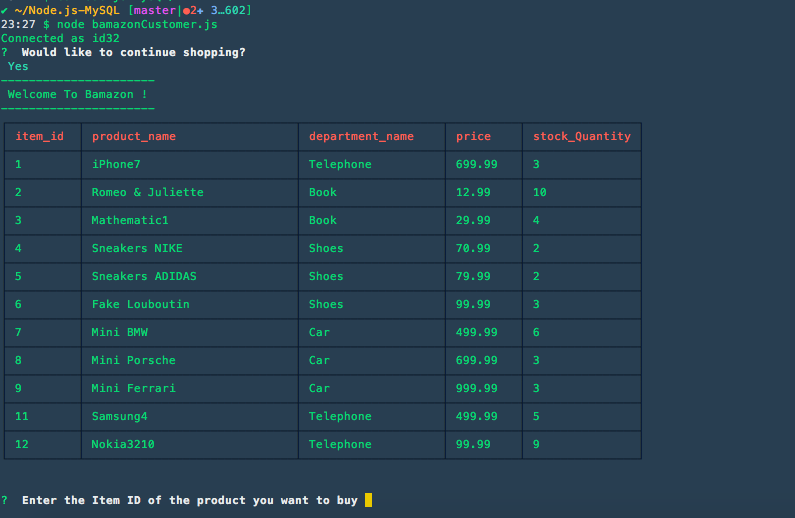 ✔ ~/Node.js-MySQL [master|●2✚ 3…602]
23:27 $ node bamazonCustomer.js
Connected as id32
? Would like to continue shopping?
Yes
----------------------
Welcome To Bamazon !
----------------------
item_id product_name department_name price stock_Quantity
1 iPhone7 Telephone 699.99 3
2 Romeo & Juliette Book 12.99 10
3 Mathematic1 Book 29.99 4
4 Sneakers NIKE Shoes 70.99 2
5 Sneakers ADIDAS Shoes 79.99 2
6 Fake Louboutin Shoes 99.99 3
7 Mini BMW Car 499.99 6
8 Mini Porsche Car 699.99 3
9 Mini Ferrari Car 999.99 3
11 Samsung4 Telephone 499.99 5
12 Nokia3210 Telephone 99.99 9
? Enter the Item ID of the product you want to buy